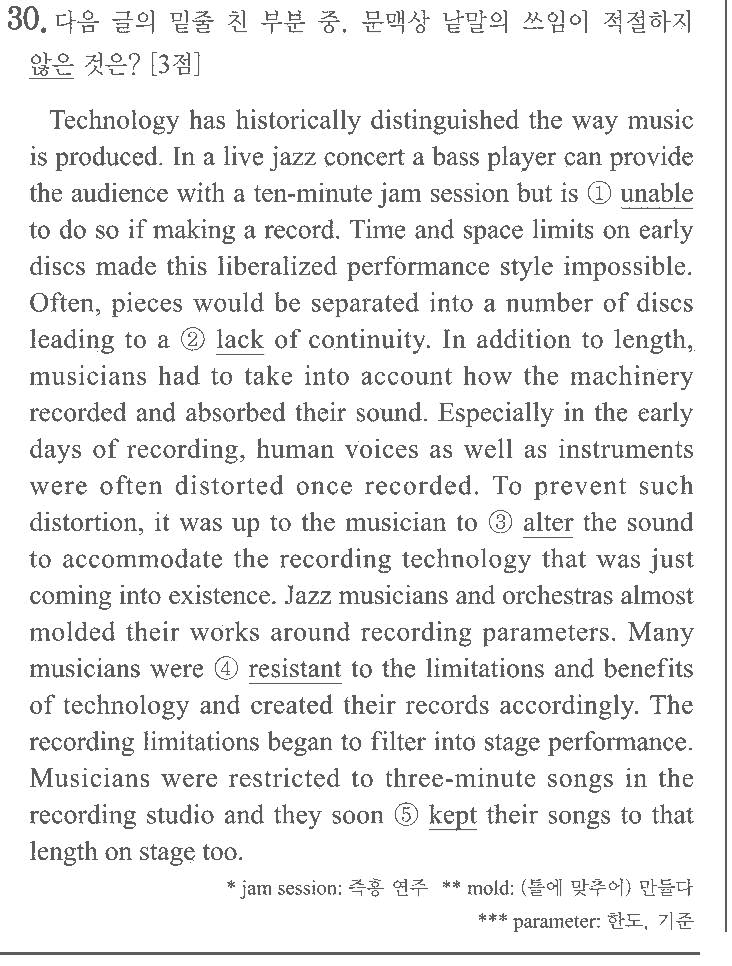 30. 다음 글의 밑줄 친 부분 중, 문맥상 낱말의 쓰임이 적절하지
않은 것은? [3점]
Technology has historically distinguished the way music
is produced. In a live jazz concert a bass player can provide
the audience with a ten-minute jam session but is ① unable
to do so if making a record. Time and space limits on early
discs made this liberalized performance style impossible.
Often, pieces would be separated into a number of discs
leading to a ② lack of continuity. In addition to length,
musicians had to take into account how the machinery
recorded and absorbed their sound. Especially in the early
days of recording, human voices as well as instruments
were often distorted once recorded. To prevent such
distortion, it was up to the musician to ③ alter the sound
to accommodate the recording technology that was just
coming into existence. Jazz musicians and orchestras almost
molded their works around recording parameters. Many
musicians were ④ resistant to the limitations and benefits
of technology and created their records accordingly. The
recording limitations began to filter into stage performance.
Musicians were restricted to three-minute songs in the
recording studio and they soon ⑤ kept their songs to that
length on stage too.
* jam session: 즉흥 연주 ** mold: (틀에 맞추어) 만들다
*** parameter: 한도, 기준